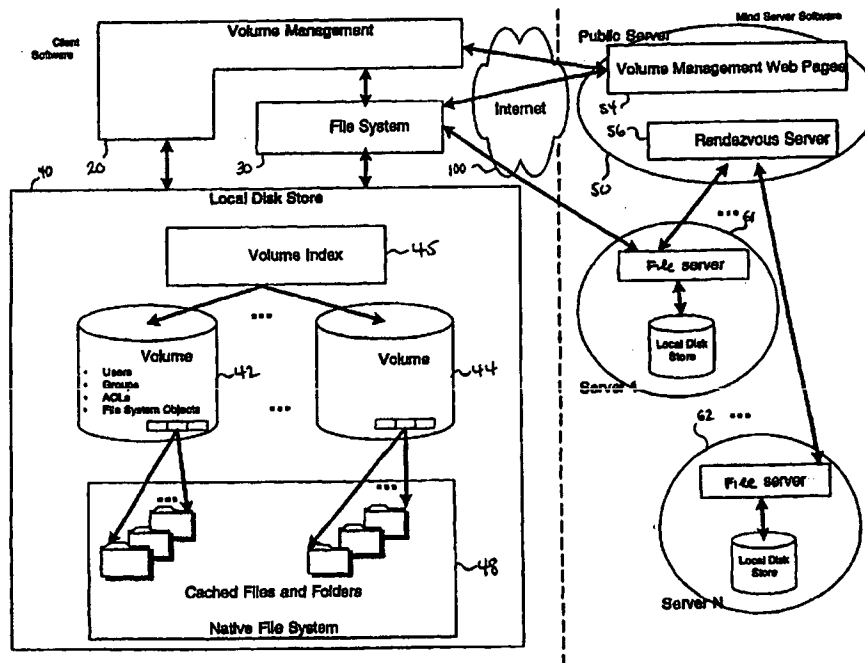 Client
Software
Volume Management
20
File System
30
Internet
100
Mind Server Software
Public Server
Volume Management Web Pages
54
56
Rendezvous Server
50
40
Local Disk Store
Volume Index
45
...
Volume
• Users
• Groups
• ACLs
• File System Objects
42
...
Volume
44
...
...
Cached Files and Folders
48
Native File System
...
61
File server
Local Disk
Store
Server 1
...
62
File server
Local Disk
Store
Server N